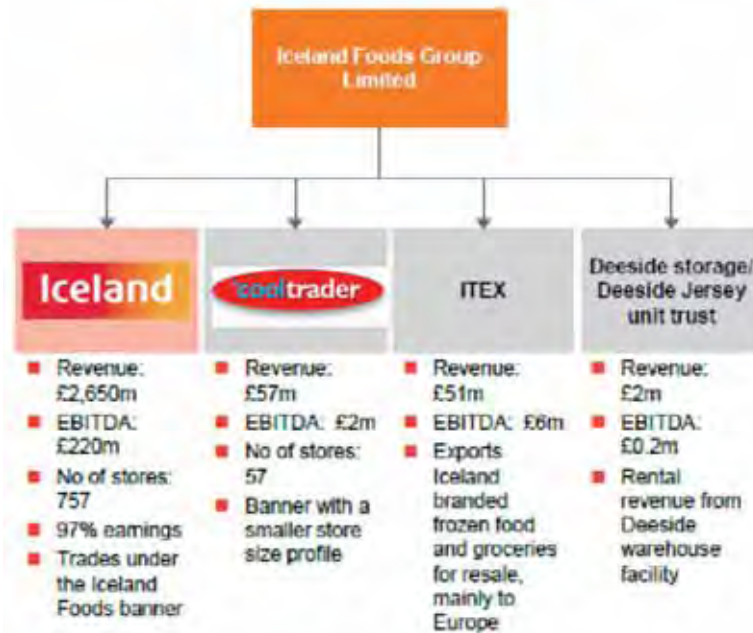 Iceland Foods Group
Limited
Iceland
cooltrader
ITEX
Deeside storage/
Deeside Jersey
unit trust
Revenue:
£2,650m
EBITDA:
£220m
No of stores:
757
97% earnings
Trades under
the Iceland
Foods banner
Revenue:
£57m
EBITDA: £2m
No of stores:
57
Banner with a
smaller store
size profile
Revenue:
£51m
EBITDA: £6m
Exports
Iceland
branded
frozen food
and groceries
for resale,
mainly to
Europe
Revenue:
£2m
EBITDA:
£0.2m
Rental
revenue from
Deeside
warehouse
facility